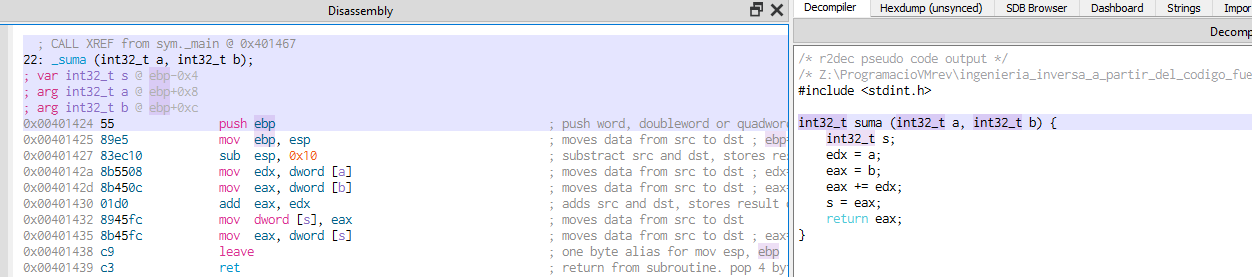 Disassembly
; CALL XREF from sym._main @ 0x401467
22: _suma (int32_t a, int32_t b);
; var int32_t s @ ebp-0x4
; arg int32_t a @ ebp+0x8
; arg int32_t b @ ebp+0xc
0x00401424 55 push ebp ; push word, doubleword or quadword
0x00401425 89e5 mov ebp, esp ; moves data from src to dst ; ebp=
0x00401427 83ec10 sub esp, 0x10 ; substract src and dst, stores res
0x0040142a 8b5508 mov edx, dword [a] ; moves data from src to dst ; edx=
0x0040142d 8b450c mov eax, dword [b] ; moves data from src to dst ; eax=
0x00401430 01d0 add eax, edx ; adds src and dst, stores result o
0x00401432 8945fc mov dword [s], eax ; moves data from src to dst
0x00401435 8b45fc mov eax, dword [s] ; moves data from src to dst ; eax=
0x00401438 c9 leave ; one byte alias for mov esp, ebp
0x00401439 c3 ret ; return from subroutine. pop 4 by
Decompiler Hexdump (unsynced) SDB Browser Dashboard Strings Impor
Decomp
/* r2dec pseudo code output */
/* Z:\ProgramacioVMrev\ingenieria_inversa_a_partir_del_codigo_fue
#include <stdint.h>
int32_t suma (int32_t a, int32_t b) {
int32_t s;
edx = a;
eax = b;
eax += edx;
s = eax;
return eax;
}